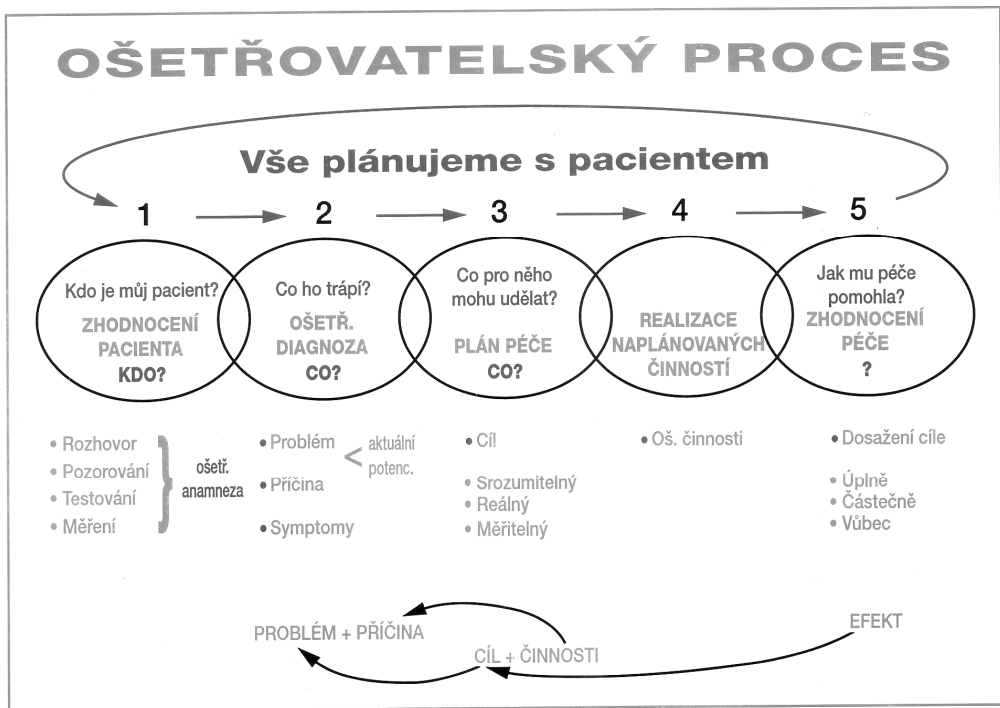 OŠETŘOVATELSKÝ PROCES
Vše plánujeme s pacientem
1
2
3
4
5
Kdo je můj pacient?
ZHODNOCENÍ
PACIENTA
KDO?
Co ho trápí?
OŠETŘ.
DIAGNOZA
CO?
Co pro něho
mohu udělat?
PLÁN PÉČE
CO?
REALIZACE
NAPLÁNOVANÝCH
ČINNOSTÍ
Jak mu péče
pomohla?
ZHODNOCENÍ
PÉČE
?
• Rozhovor
• Pozorování
• Testování
• Měření
ošetř.
anamneza
• Problém
< aktuální
potenc.
• Příčina
• Symptomy
• Cíl
• Srozumitelný
• Reálný
• Měřitelný
• Oš. činnosti
• Dosažení cíle
• Úplně
• Částečně
• Vůbec
PROBLÉM + PŘÍČINA
CÍL + ČINNOSTI
EFEKT